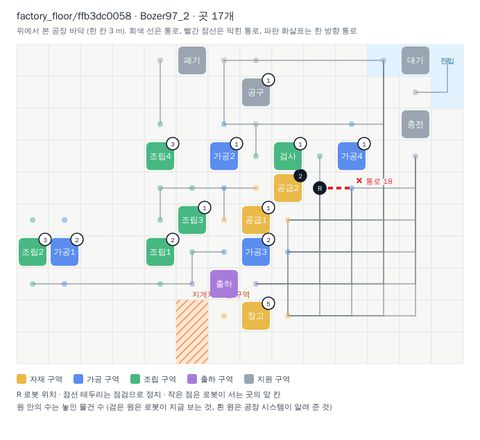 factory_floor/ffb3dc0058 · Bozer97_2 · 곳 17개
위에서 본 공장 바닥 (한 칸 3 m). 회색 선은 통로, 빨간 점선은 막힌 통로, 파란 화살표는 한 방향 통로
폐기
대기
진입
공구 1
충전
조립4 3
가공2 1
검사 1
가공4 1
공급2 2
R
✕ 통로 18
조립3 1
공급1 1
조립2 3
가공1 2
조립1 1
가공3 2
출하
지게차 구역
창고 5
자재 구역
가공 구역
조립 구역
출하 구역
지원 구역
R 로봇 위치 · 점선 테두리는 점검으로 정지 · 작은 점은 로봇이 서는 곳의 앞 칸
원 안의 수는 놓인 물건 수 (검은 원은 로봇이 지금 보는 것, 흰 원은 공장 시스템이 알려 준 것)